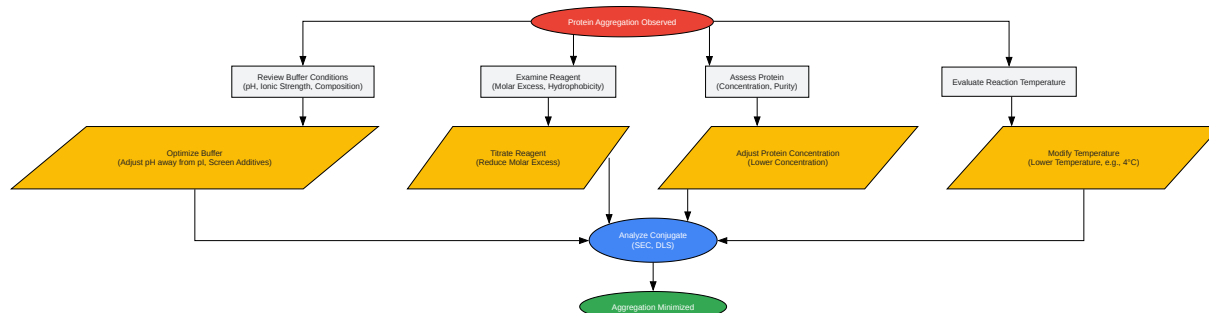 Protein Aggregation Observed
Review Buffer Conditions
(pH, Ionic Strength, Composition)
Examine Reagent
(Molar Excess, Hydrophobicity)
Assess Protein
(Concentration, Purity)
Evaluate Reaction Temperature
Optimize Buffer
(Adjust pH away from pI, Screen Additives)
Titrate Reagent
(Reduce Molar Excess)
Adjust Protein Concentration
(Lower Concentration)
Modify Temperature
(Lower Temperature, e.g., 4°C)
Analyze Conjugate
(SEC, DLS)
Aggregation Minimized